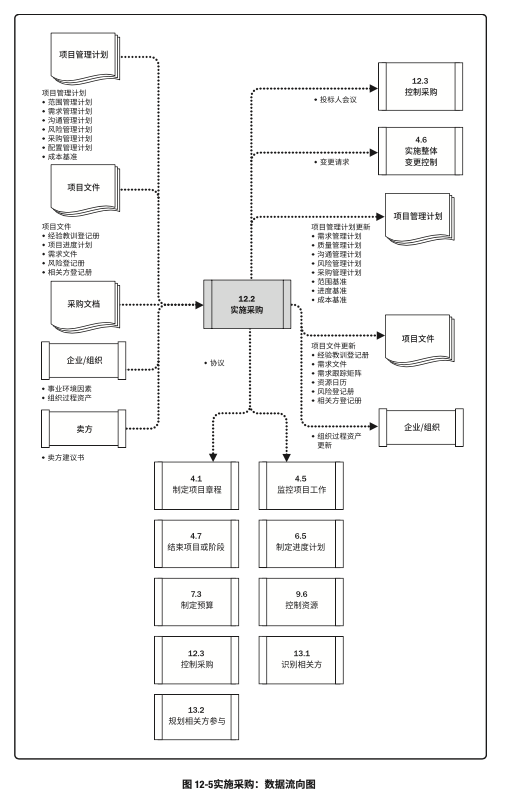 项目管理计划
项目管理计划
• 范围管理计划
• 需求管理计划
• 沟通管理计划
• 风险管理计划
• 采购管理计划
• 配置管理计划
• 成本基准
项目文件
项目文件
• 经验教训登记册
• 项目进度计划
• 需求文件
• 风险登记册
• 相关方登记册
采购文档
企业/组织
• 事业环境因素
• 组织过程资产
卖方
• 卖方建议书
12.2
实施采购
12.3
控制采购
• 投标人会议
4.6
实施整体
变更控制
• 变更请求
项目管理计划
项目管理计划更新
• 需求管理计划
• 质量管理计划
• 沟通管理计划
• 风险管理计划
• 采购管理计划
• 范围基准
• 进度基准
• 成本基准
项目文件
项目文件更新
• 经验教训登记册
• 需求文件
• 需求跟踪矩阵
• 资源日历
• 风险登记册
• 相关方登记册
企业/组织
• 组织过程资产
更新
• 协议
4.1
制定项目章程
4.5
监控项目工作
4.7
结束项目或阶段
6.5
制定进度计划
7.3
制定预算
9.6
控制资源
12.3
控制采购
13.1
识别相关方
13.2
规划相关方参与
图 12-5实施采购：数据流向图